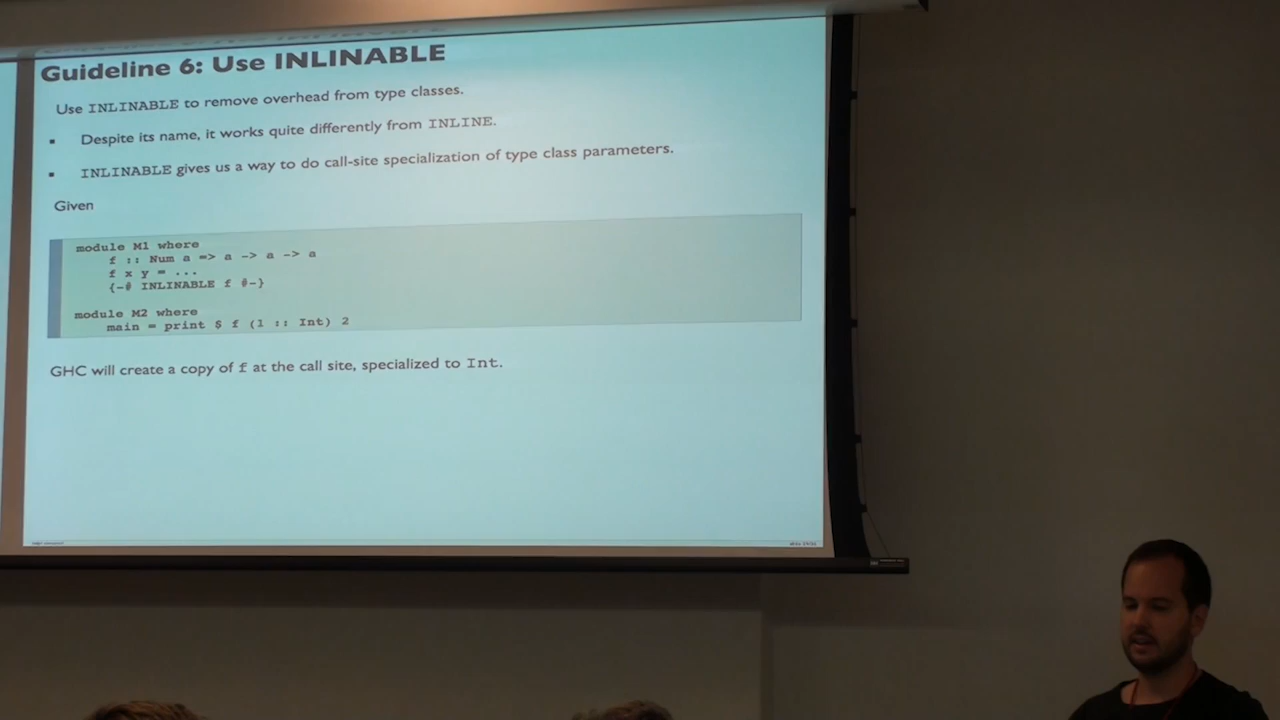 Guideline 6: Use INLINABLE
Use INLINABLE to remove overhead from type classes.
▪ Despite its name, it works quite differently from INLINE.
▪ INLINABLE gives us a way to do call-site specialization of type class parameters.
Given
module M1 where
f :: Num a => a -> a -> a
f x y = ...
{-# INLINABLE f #-}
module M2 where
main = print $ f (1 :: Int) 2
GHC will create a copy of f at the call site, specialized to Int.